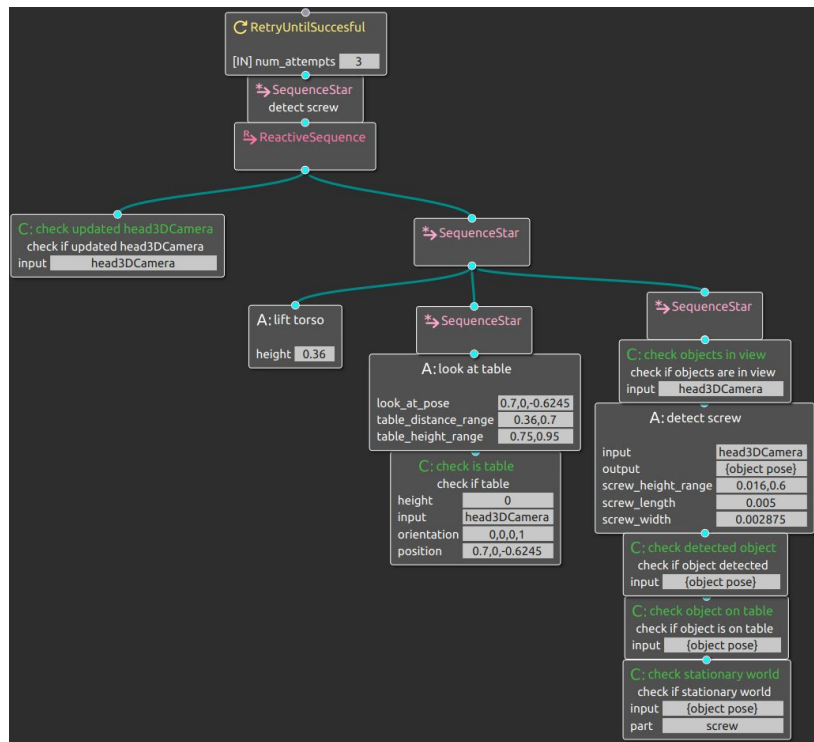 RetryUntilSuccesful
[IN] num_attempts 3
SequenceStar
detect screw
ReactiveSequence
C: check updated head3DCamera
check if updated head3DCamera
input head3DCamera
SequenceStar
A: lift torso
height 0.36
SequenceStar
A: look at table
look_at_pose 0.7,0,-0.6245
table_distance_range 0.36,0.7
table_height_range 0.75,0.95
C: check is table
check if table
height 0
input head3DCamera
orientation 0,0,0,1
position 0.7,0,-0.6245
SequenceStar
C: check objects in view
check if objects are in view
input head3DCamera
A: detect screw
input head3DCamera
output {object pose}
screw_height_range 0.016,0.6
screw_length 0.005
screw_width 0.002875
C: check detected object
check if object detected
input {object pose}
C: check object on table
check if object is on table
input {object pose}
C: check stationary world
check if stationary world
input {object pose}
part screw